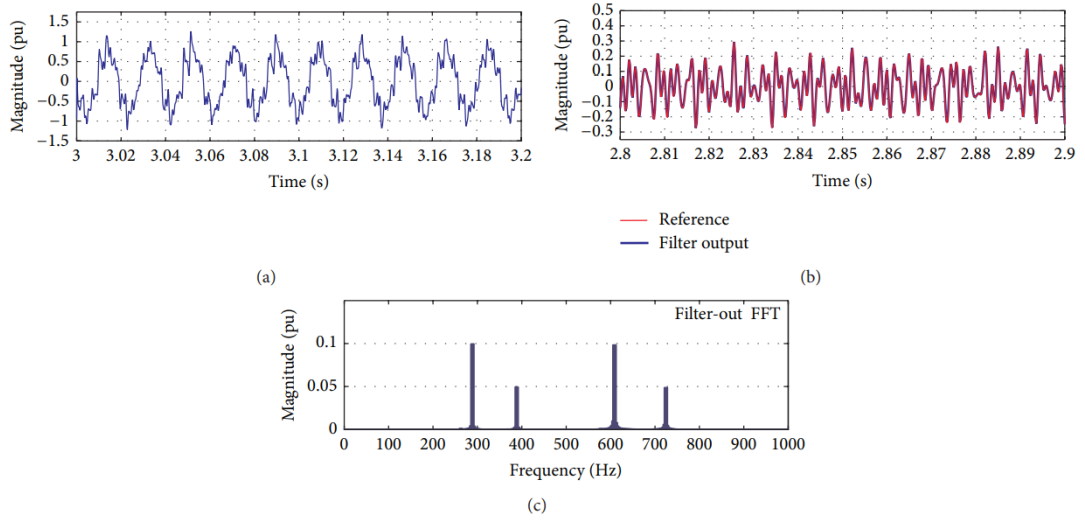 Magnitude (pu)
1.5
1
0.5
0
−0.5
−1
−1.5
3 3.02 3.04 3.06 3.08 3.1 3.12 3.14 3.16 3.18 3.2
Time (s)
(a)
Magnitude (pu)
0.5
0.4
0.3
0.2
0.1
0
−0.1
−0.2
−0.3
2.8 2.81 2.82 2.83 2.84 2.85 2.86 2.87 2.88 2.89 2.9
Time (s)
Reference
Filter output
(b)
Filter-out FFT
Magnitude (pu)
0.1
0.05
0
0 100 200 300 400 500 600 700 800 900 1000
Frequency (Hz)
(c)